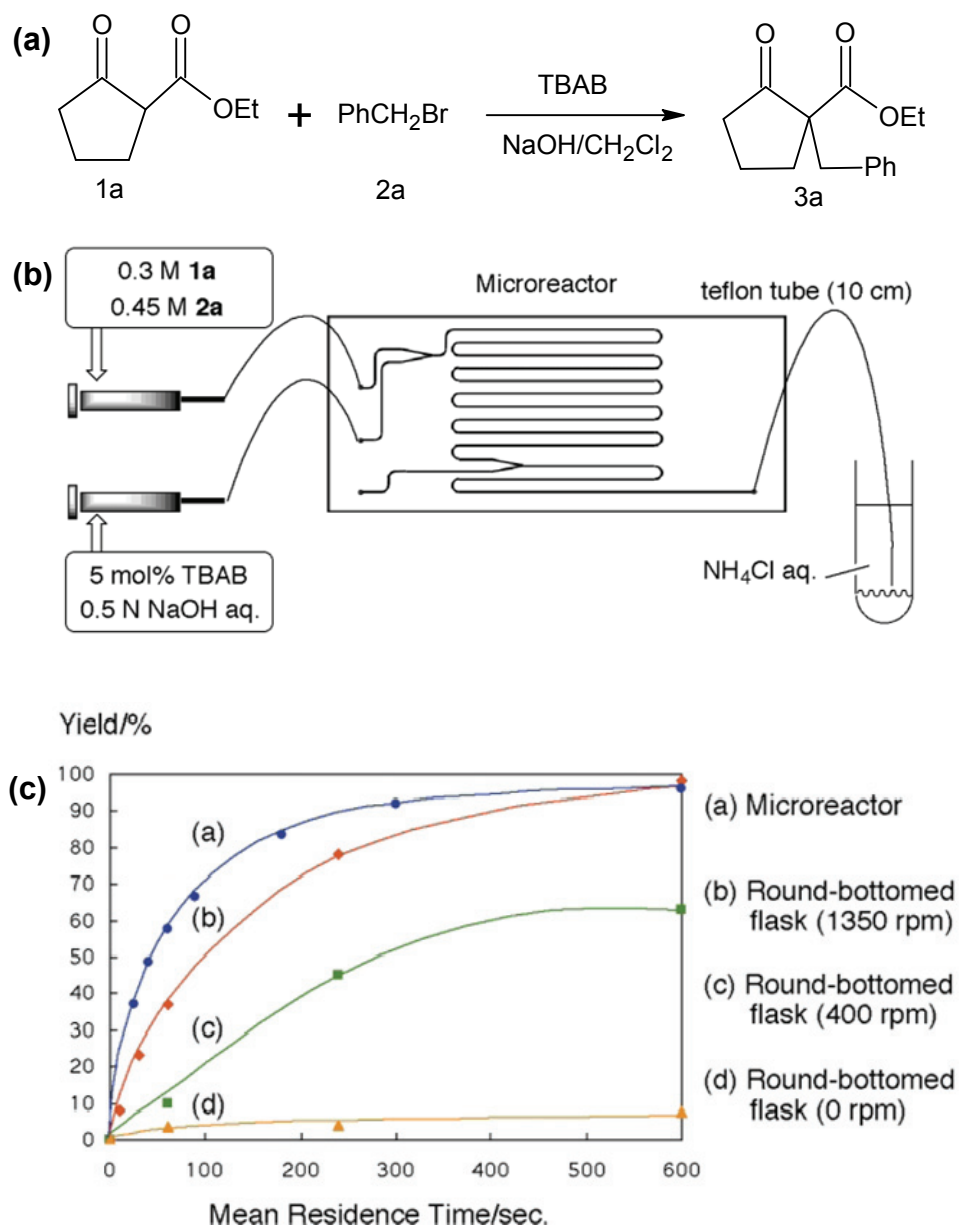 (a)
O
O
OEt
1a
+
PhCH₂Br
2a
TBAB
NaOH/CH₂Cl₂
O
O
OEt
Ph
3a
(b)
0.3 M 1a
0.45 M 2a
Microreactor
teflon tube (10 cm)
5 mol% TBAB
0.5 N NaOH aq.
NH₄Cl aq.
Yield/%
(c)
100
90
80
70
60
50
40
30
20
10
0
(a)
(b)
(c)
(d)
0 100 200 300 400 500 600
Mean Residence Time/sec.
(a) Microreactor
(b) Round-bottomed
flask (1350 rpm)
(c) Round-bottomed
flask (400 rpm)
(d) Round-bottomed
flask (0 rpm)